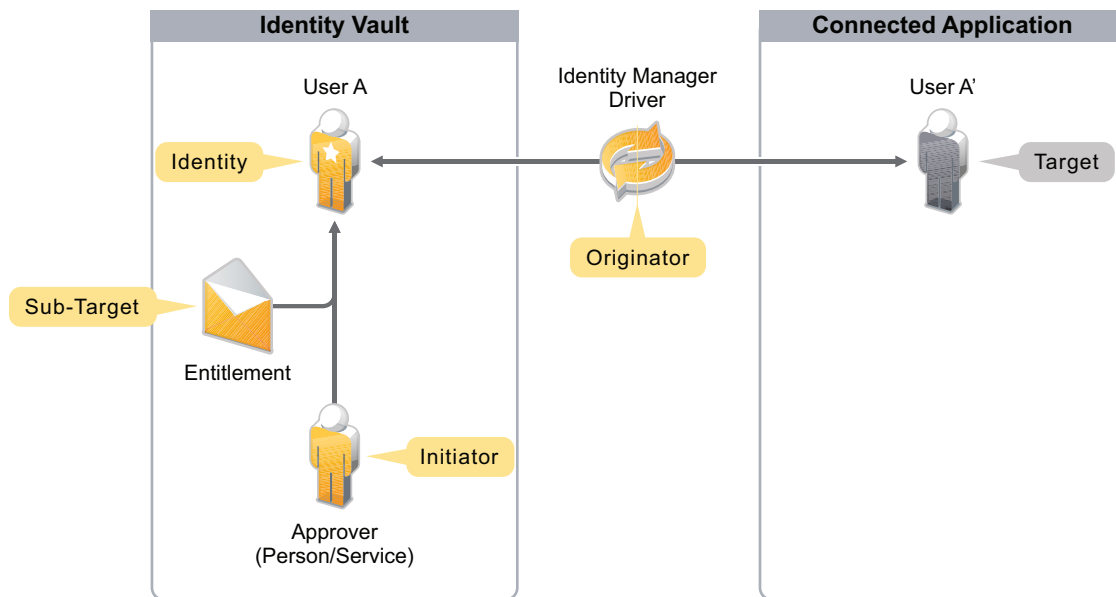 Identity Vault
Connected Application
User A
Identity Manager
Driver
User A’
Identity
Target
Originator
Sub-Target
Entitlement
Initiator
Approver
(Person/Service)